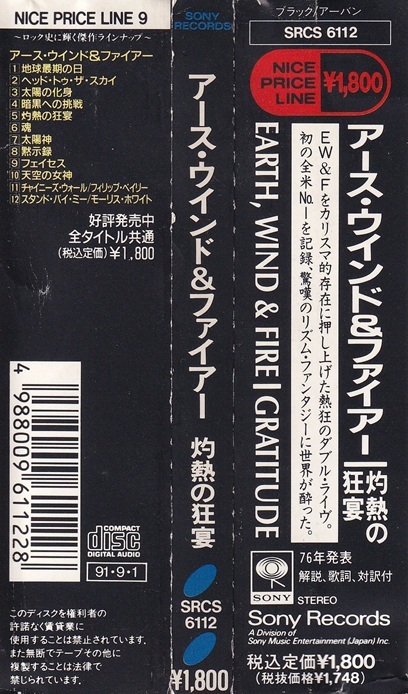 NICE PRICE LINE 9
～ロック史に輝く傑作ラインナップ～
アース・ウインド&ファイアー
1 地球最期の日
2 ヘッド・トゥ・ザ・スカイ
3 太陽の化身
4 暗黒への挑戦
5 灼熱の狂宴
6 魂
7 太陽神
8 黙示録
9 フェイセス
10 天空の女神
11 チャイニーズ・ウォール/フィリップ・ベイリー
12 スタンド・バイ・ミー/モーリス・ホワイト
好評発売中
全タイトル共通
(税込定価)¥1,800
4 988009 611228
COMPACT
disc
DIGITAL AUDIO
91・9・1
このディスクを権利者の
許諾なく賃貸業に
使用することは禁止されています。
また無断でテープその他に
複製することは法律で
禁じられています。
SONY
RECORDS
アース・ウインド&ファイアー 灼熱の狂宴
SRCS
6112
¥1,800
ブラック/アーバン
SRCS 6112
NICE
PRICE
LINE
¥1,800
アース・ウインド&ファイアー
灼熱の
狂宴
EW&Fをカリスマ的存在に押し上げた熱狂のダブル・ライヴ。
初の全米No.1を記録、驚嘆のリズム・ファンタジーに世界が酔った。
EARTH, WIND & FIRE | GRATITUDE
76年発表
解説、歌詞、対訳付
SONY
STEREO
Sony Records
A Division of
Sony Music Entertainment (Japan) Inc.
税込定価¥1,800
(税抜価格¥1,748)